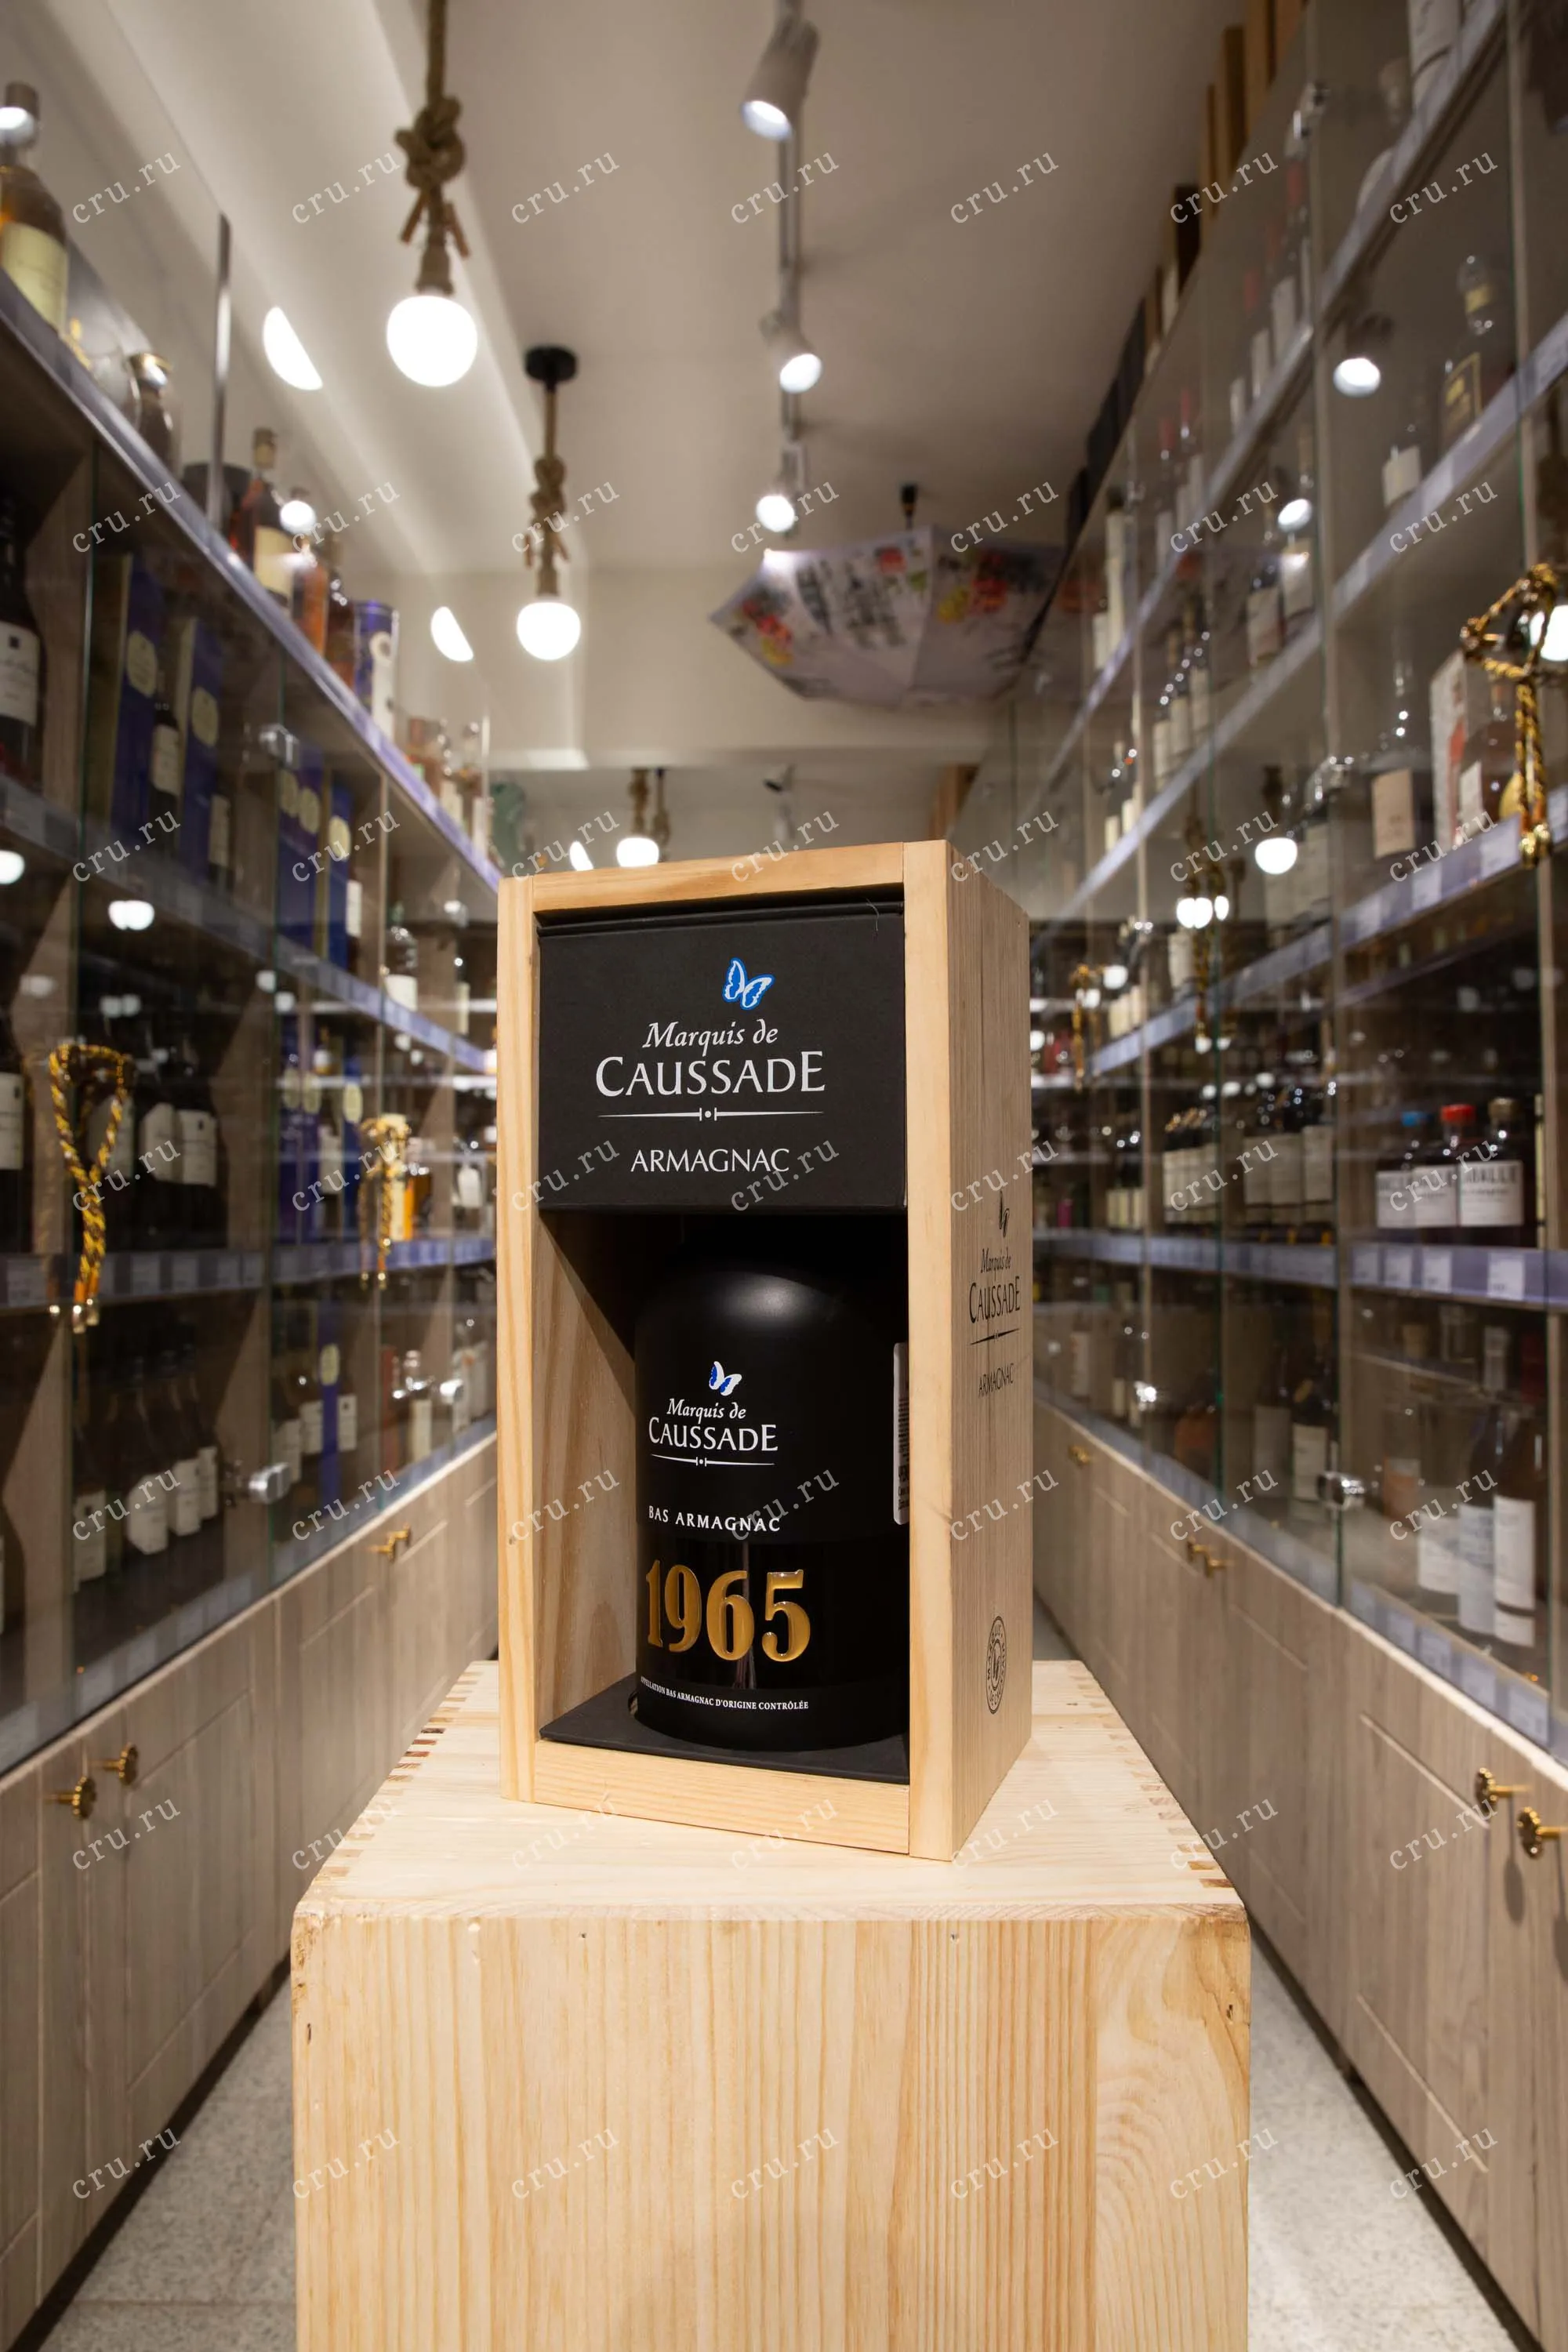 Marquis de
CAUSSADE
ARMAGNAC
Marquis de
CAUSSADE
BAS ARMAGNAC
1965
BAS ARMAGNAC D'ORIGINE CONTRÔLÉE
Marquis de
CAUSSADE
ARMAGNAC
cru.ru